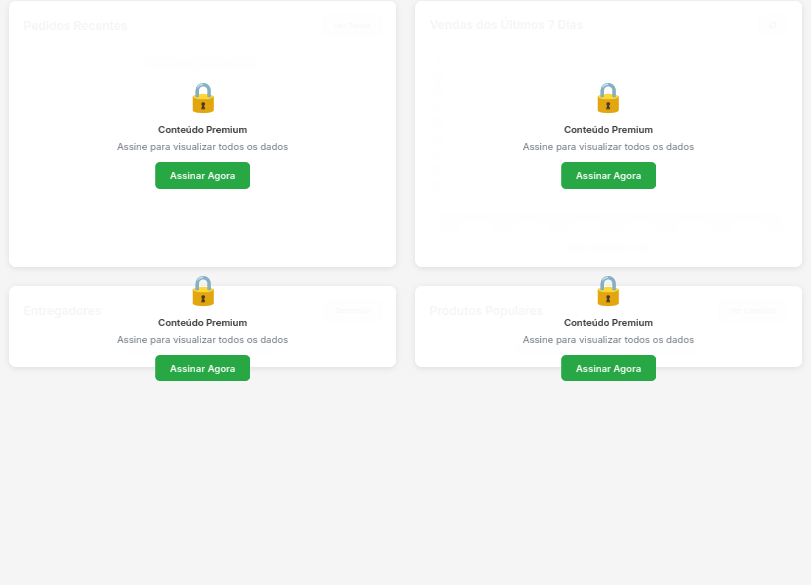 Pedidos Recentes
Conteúdo Premium
Assine para visualizar todos os dados
Assinar Agora
Vendas dos Últimos 7 Dias
Conteúdo Premium
Assine para visualizar todos os dados
Assinar Agora
Entregadores
Conteúdo Premium
Assine para visualizar todos os dados
Assinar Agora
Produtos Populares
Conteúdo Premium
Assine para visualizar todos os dados
Assinar Agora